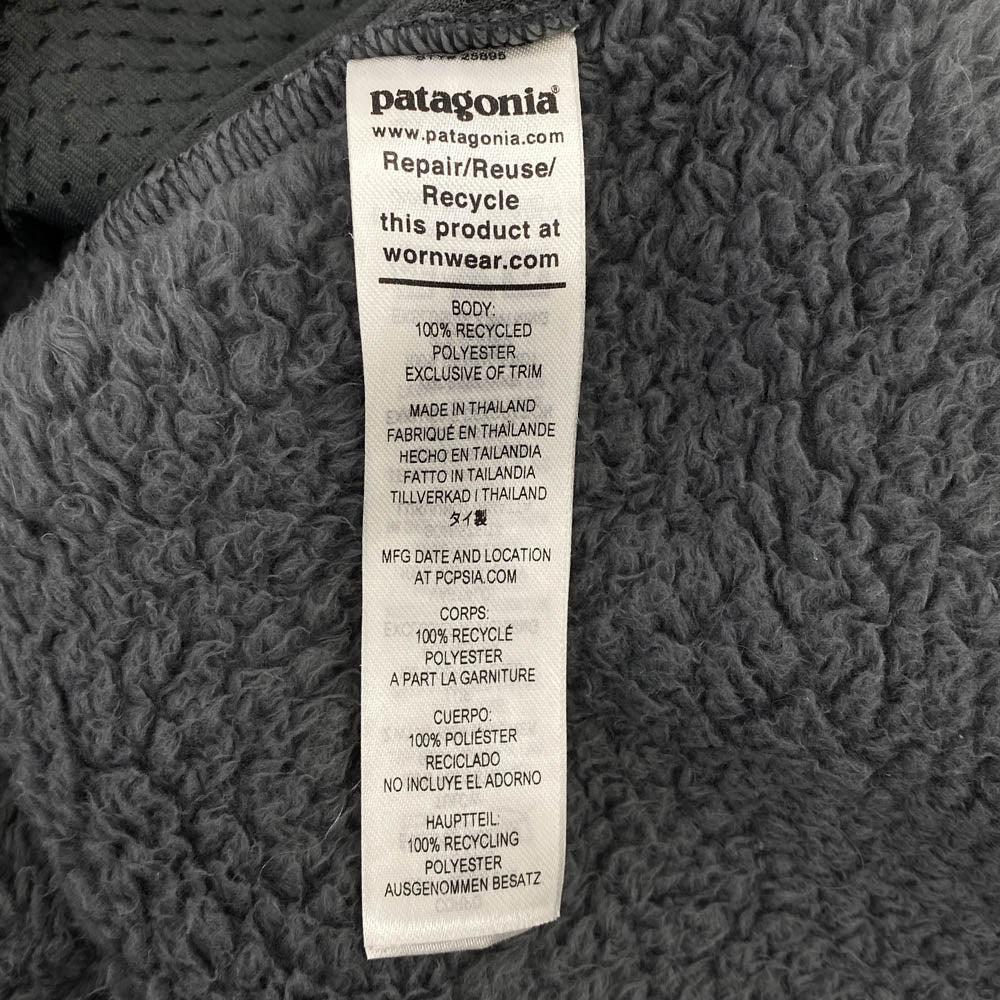 patagonia®
www.patagonia.com
Repair/Reuse/
Recycle
this product at
wornwear.com
BODY:
100% RECYCLED
POLYESTER
EXCLUSIVE OF TRIM
MADE IN THAILAND
FABRIQUÉ EN THAÏLANDE
HECHO EN TAILANDIA
FATTO IN TAILANDIA
TILLVERKAD I THAILAND
タイ製
MFG DATE AND LOCATION
AT PCPSIA.COM
CORPS:
100% RECYCLÉ
POLYESTER
A PART LA GARNITURE
CUERPO:
100% POLIÉSTER
RECICLADO
NO INCLUYE EL ADORNO
HAUPTTEIL:
100% RECYCLING
POLYESTER
AUSGENOMMEN BESATZ